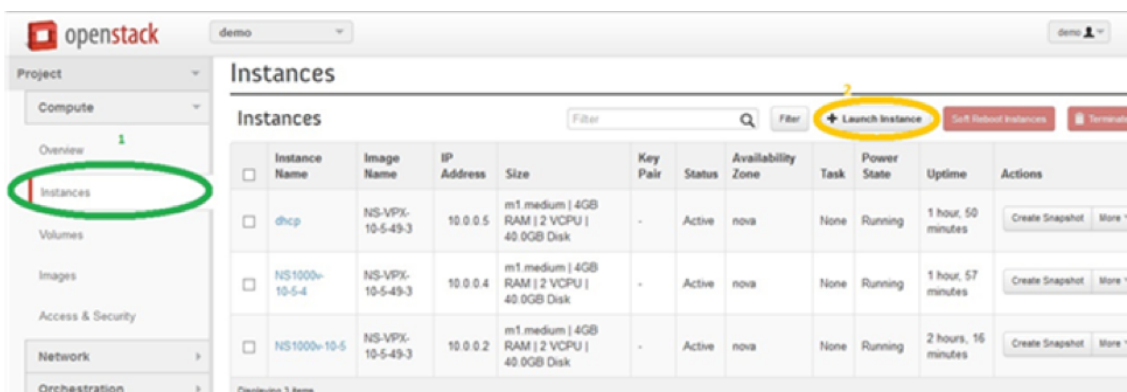 openstack
demo
demo
Project
Instances
Compute
Instances
Filter
Filter
2
+ Launch Instance
Soft Reboot Instances
Terminate
Overview
1
Instances
Volumes
Images
Access & Security
Network
Orchestration
Instance Name
Image Name
IP Address
Size
Key Pair
Status
Availability Zone
Task
Power State
Uptime
Actions
dhcp
NS-VPX-10-5-49-3
10.0.0.5
m1.medium | 4GB RAM | 2 VCPU | 40.0GB Disk
-
Active
nova
None
Running
1 hour, 50 minutes
Create Snapshot
More
NS1000v-10-5-4
NS-VPX-10-5-49-3
10.0.0.4
m1.medium | 4GB RAM | 2 VCPU | 40.0GB Disk
-
Active
nova
None
Running
1 hour, 57 minutes
Create Snapshot
More
NS1000v-10-5
NS-VPX-10-5-49-3
10.0.0.2
m1.medium | 4GB RAM | 2 VCPU | 40.0GB Disk
-
Active
nova
None
Running
2 hours, 16 minutes
Create Snapshot
More
Displaying 3 items